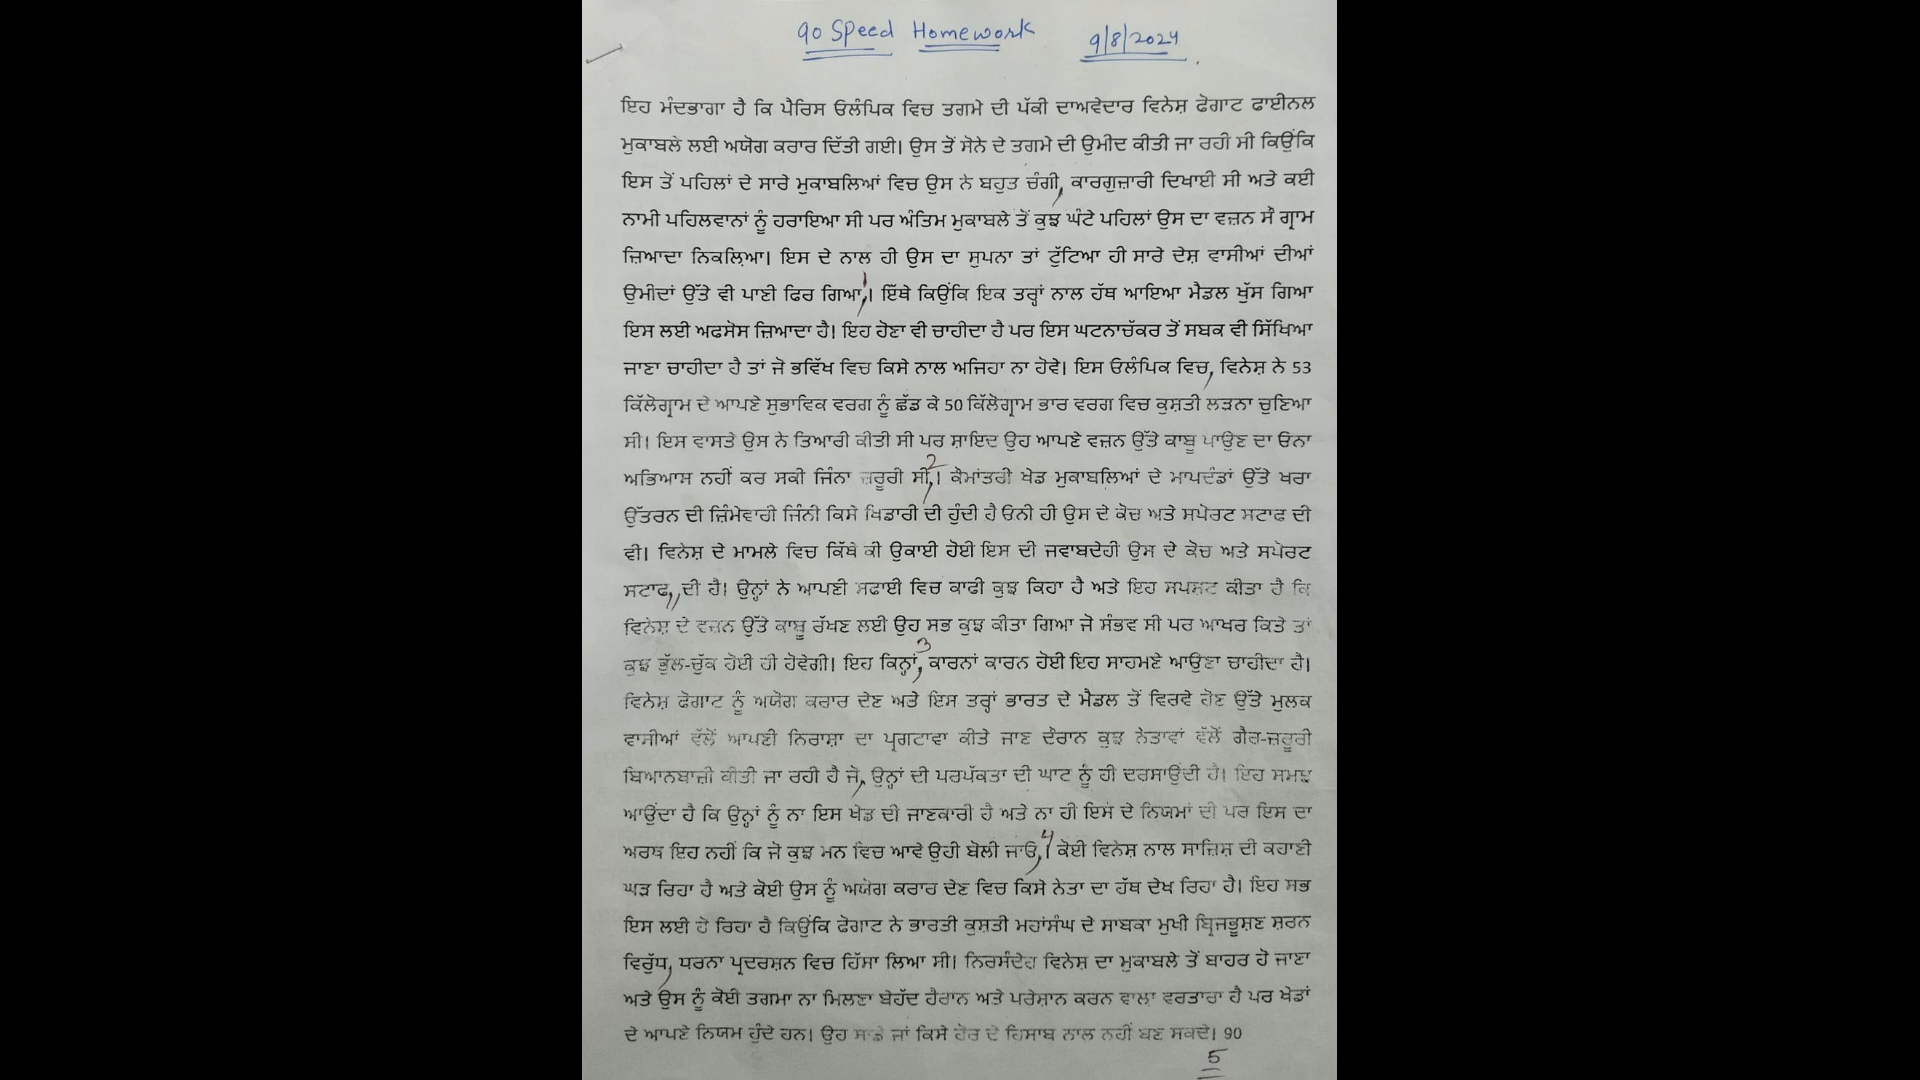 90 Speed Homework 9/8/2024
ਇਹ ਮੰਦਭਾਗਾ ਹੈ ਕਿ ਪੈਰਿਸ ਓਲੰਪਿਕ ਵਿਚ ਤਗਮੇ ਦੀ ਪੱਕੀ ਦਾਅਵੇਦਾਰ ਵਿਨੇਸ਼ ਫੋਗਾਟ ਫਾਈਨਲ
ਮੁਕਾਬਲੇ ਲਈ ਅਯੋਗ ਕਰਾਰ ਦਿੱਤੀ ਗਈ। ਉਸ ਤੋਂ ਸੋਨੇ ਦੇ ਤਗਮੇ ਦੀ ਉਮੀਦ ਕੀਤੀ ਜਾ ਰਹੀ ਸੀ ਕਿਉਂਕਿ
ਇਸ ਤੋਂ ਪਹਿਲਾਂ ਦੇ ਸਾਰੇ ਮੁਕਾਬਲਿਆਂ ਵਿਚ ਉਸ ਨੇ ਬਹੁਤ ਚੰਗੀ, ਕਾਰਗੁਜ਼ਾਰੀ ਦਿਖਾਈ ਸੀ ਅਤੇ ਕਈ
ਨਾਮੀ ਪਹਿਲਵਾਨਾਂ ਨੂੰ ਹਰਾਇਆ ਸੀ ਪਰ ਅੰਤਿਮ ਮੁਕਾਬਲੇ ਤੋਂ ਕੁਝ ਘੰਟੇ ਪਹਿਲਾਂ ਉਸ ਦਾ ਵਜ਼ਨ ਸੌ ਗ੍ਰਾਮ
ਜ਼ਿਆਦਾ ਨਿਕਲਿਆ। ਇਸ ਦੇ ਨਾਲ ਹੀ ਉਸ ਦਾ ਸੁਪਨਾ ਤਾਂ ਟੁੱਟਿਆ ਹੀ ਸਾਰੇ ਦੇਸ਼ ਵਾਸੀਆਂ ਦੀਆਂ
ਉਮੀਦਾਂ ਉੱਤੇ ਵੀ ਪਾਣੀ ਫਿਰ ਗਿਆ,1। ਇੱਥੇ ਕਿਉਂਕਿ ਇਕ ਤਰ੍ਹਾਂ ਨਾਲ ਹੱਥ ਆਇਆ ਮੈਡਲ ਖੁੱਸ ਗਿਆ
ਇਸ ਲਈ ਅਫਸੋਸ ਜ਼ਿਆਦਾ ਹੈ। ਇਹ ਹੋਣਾ ਵੀ ਚਾਹੀਦਾ ਹੈ ਪਰ ਇਸ ਘਟਨਾਚੱਕਰ ਤੋਂ ਸਬਕ ਵੀ ਸਿੱਖਿਆ
ਜਾਣਾ ਚਾਹੀਦਾ ਹੈ ਤਾਂ ਜੋ ਭਵਿੱਖ ਵਿਚ ਕਿਸੇ ਨਾਲ ਅਜਿਹਾ ਨਾ ਹੋਵੇ। ਇਸ ਓਲੰਪਿਕ ਵਿਚ, ਵਿਨੇਸ਼ ਨੇ 53
ਕਿੱਲੋਗ੍ਰਾਮ ਦੇ ਆਪਣੇ ਸੁਭਾਵਿਕ ਵਰਗ ਨੂੰ ਛੱਡ ਕੇ 50 ਕਿੱਲੋਗ੍ਰਾਮ ਭਾਰ ਵਰਗ ਵਿਚ ਕੁਸ਼ਤੀ ਲੜਨਾ ਚੁਣਿਆ
ਸੀ। ਇਸ ਵਾਸਤੇ ਉਸ ਨੇ ਤਿਆਰੀ ਕੀਤੀ ਸੀ ਪਰ ਸ਼ਾਇਦ ਉਹ ਆਪਣੇ ਵਜ਼ਨ ਉੱਤੇ ਕਾਬੂ ਪਾਉਣ ਦਾ ਓਨਾ
ਅਭਿਆਸ ਨਹੀਂ ਕਰ ਸਕੀ ਜਿੰਨਾ ਜ਼ਰੂਰੀ ਸੀ,2। ਕੌਮਾਂਤਰੀ ਖੇਡ ਮੁਕਾਬਲਿਆਂ ਦੇ ਮਾਪਦੰਡਾਂ ਉੱਤੇ ਖਰਾ
ਉੱਤਰਨ ਦੀ ਜ਼ਿੰਮੇਵਾਰੀ ਜਿੰਨੀ ਕਿਸੇ ਖਿਡਾਰੀ ਦੀ ਹੁੰਦੀ ਹੈ ਓਨੀ ਹੀ ਉਸ ਦੇ ਕੋਚ ਅਤੇ ਸਪੋਰਟ ਸਟਾਫ ਦੀ
ਵੀ। ਵਿਨੇਸ਼ ਦੇ ਮਾਮਲੇ ਵਿਚ ਕਿੱਥੇ ਕੀ ਉਕਾਈ ਹੋਈ ਇਸ ਦੀ ਜਵਾਬਦੇਹੀ ਉਸ ਦੇ ਕੋਚ ਅਤੇ ਸਪੋਰਟ
ਸਟਾਫ,, ਦੀ ਹੈ। ਉਨ੍ਹਾਂ ਨੇ ਆਪਣੀ ਸਫਾਈ ਵਿਚ ਕਾਫੀ ਕੁਝ ਕਿਹਾ ਹੈ ਅਤੇ ਇਹ ਸਪਸ਼ਟ ਕੀਤਾ ਹੈ ਕਿ
ਵਿਨੇਸ਼ ਦੇ ਵਜ਼ਨ ਉੱਤੇ ਕਾਬੂ ਰੱਖਣ ਲਈ ਉਹ ਸਭ ਕੁਝ ਕੀਤਾ ਗਿਆ ਜੋ ਸੰਭਵ ਸੀ ਪਰ ਆਖਰ ਕਿਤੇ ਤਾਂ
ਕੁਝ ਭੁੱਲ-ਚੁੱਕ ਹੋਈ ਹੀ ਹੋਵੇਗੀ। ਇਹ ਕਿਨ੍ਹਾਂ,3 ਕਾਰਨਾਂ ਕਾਰਨ ਹੋਈ ਇਹ ਸਾਹਮਣੇ ਆਉਣਾ ਚਾਹੀਦਾ ਹੈ।
ਵਿਨੇਸ਼ ਫੋਗਾਟ ਨੂੰ ਅਯੋਗ ਕਰਾਰ ਦੇਣ ਅਤੇ ਇਸ ਤਰ੍ਹਾਂ ਭਾਰਤ ਦੇ ਮੈਡਲ ਤੋਂ ਵਿਰਵੇ ਹੋਣ ਉੱਤੇ ਮੁਲਕ
ਵਾਸੀਆਂ ਵੱਲੋਂ ਆਪਣੀ ਨਿਰਾਸ਼ਾ ਦਾ ਪ੍ਰਗਟਾਵਾ ਕੀਤੇ ਜਾਣ ਦੌਰਾਨ ਕੁਝ ਨੇਤਾਵਾਂ ਵੱਲੋਂ ਗੈਰ-ਜ਼ਰੂਰੀ
ਬਿਆਨਬਾਜ਼ੀ ਕੀਤੀ ਜਾ ਰਹੀ ਹੈ ਜੋ, ਉਨ੍ਹਾਂ ਦੀ ਪਰਪੱਕਤਾ ਦੀ ਘਾਟ ਨੂੰ ਹੀ ਦਰਸਾਉਂਦੀ ਹੈ। ਇਹ ਸਮਝ
ਆਉਂਦਾ ਹੈ ਕਿ ਉਨ੍ਹਾਂ ਨੂੰ ਨਾ ਇਸ ਖੇਡ ਦੀ ਜਾਣਕਾਰੀ ਹੈ ਅਤੇ ਨਾ ਹੀ ਇਸ ਦੇ ਨਿਯਮਾਂ ਦੀ ਪਰ ਇਸ ਦਾ
ਅਰਥ ਇਹ ਨਹੀਂ ਕਿ ਜੋ ਕੁਝ ਮਨ ਵਿਚ ਆਵੇ ਉਹੀ ਬੋਲੀ ਜਾਓ,4। ਕੋਈ ਵਿਨੇਸ਼ ਨਾਲ ਸਾਜ਼ਿਸ਼ ਦੀ ਕਹਾਣੀ
ਘੜ ਰਿਹਾ ਹੈ ਅਤੇ ਕੋਈ ਉਸ ਨੂੰ ਅਯੋਗ ਕਰਾਰ ਦੇਣ ਵਿਚ ਕਿਸੇ ਨੇਤਾ ਦਾ ਹੱਥ ਦੇਖ ਰਿਹਾ ਹੈ। ਇਹ ਸਭ
ਇਸ ਲਈ ਹੋ ਰਿਹਾ ਹੈ ਕਿਉਂਕਿ ਫੋਗਾਟ ਨੇ ਭਾਰਤੀ ਕੁਸ਼ਤੀ ਮਹਾਂਸੰਘ ਦੇ ਸਾਬਕਾ ਮੁਖੀ ਬ੍ਰਿਜਭੂਸ਼ਣ ਸ਼ਰਨ
ਵਿਰੁੱਧ, ਧਰਨਾ ਪ੍ਰਦਰਸ਼ਨ ਵਿਚ ਹਿੱਸਾ ਲਿਆ ਸੀ। ਨਿਰਸੰਦੇਹ ਵਿਨੇਸ਼ ਦਾ ਮੁਕਾਬਲੇ ਤੋਂ ਬਾਹਰ ਹੋ ਜਾਣਾ
ਅਤੇ ਉਸ ਨੂੰ ਕੋਈ ਤਗਮਾ ਨਾ ਮਿਲਣਾ ਬੇਹੱਦ ਹੈਰਾਨ ਅਤੇ ਪਰੇਸ਼ਾਨ ਕਰਨ ਵਾਲਾ ਵਰਤਾਰਾ ਹੈ ਪਰ ਖੇਡਾਂ
ਦੇ ਆਪਣੇ ਨਿਯਮ ਹੁੰਦੇ ਹਨ। ਉਹ ਸਾਡੇ ਜਾਂ ਕਿਸੇ ਹੋਰ ਦੇ ਹਿਸਾਬ ਨਾਲ ਨਹੀਂ ਬਣ ਸਕਦੇ। 90
5